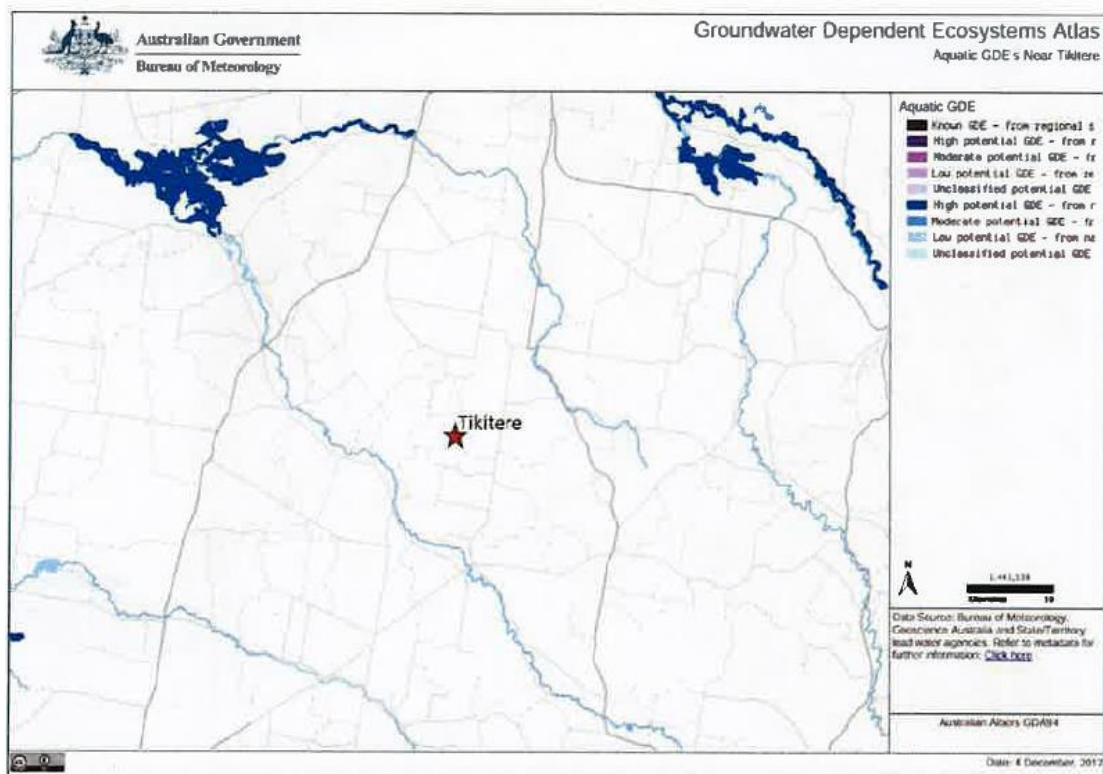 Australian Government
Bureau of Meteorology
Groundwater Dependent Ecosystems Atlas
Aquatic GDE's Near Tikitere
Aquatic GDE
Known GDE - from regional s
High potential GDE - from r
Moderate potential GDE - fr
Low potential GDE - from re
Unclassified potential GDE
High potential GDE - from r
Moderate potential GDE - fr
Low potential GDE - from na
Unclassified potential GDE
Tikitere
N
Kilometres
10
Data Source: Bureau of Meteorology,
Geoscience Australia and State/Territory
lead water agencies. Refer to metadata for
further information: Click here
Australian Albers GDA94
Date: 4 December, 2017